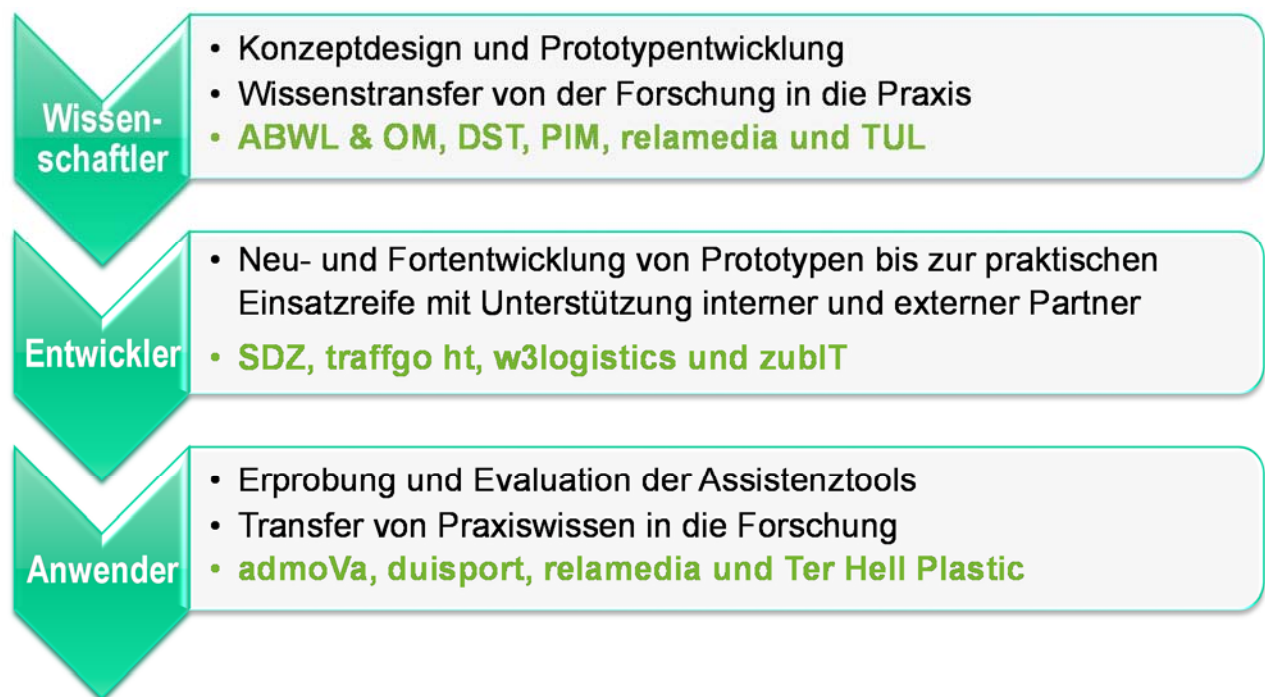 Wissen-
schaftler
• Konzeptdesign und Prototypentwicklung
• Wissenstransfer von der Forschung in die Praxis
• ABWL & OM, DST, PIM, relamedia und TUL
Entwickler
• Neu- und Fortentwicklung von Prototypen bis zur praktischen
Einsatzreife mit Unterstützung interner und externer Partner
• SDZ, traffgo ht, w3logistics und zubIT
Anwender
• Erprobung und Evaluation der Assistenztools
• Transfer von Praxiswissen in die Forschung
• admoVa, duisport, relamedia und Ter Hell Plastic